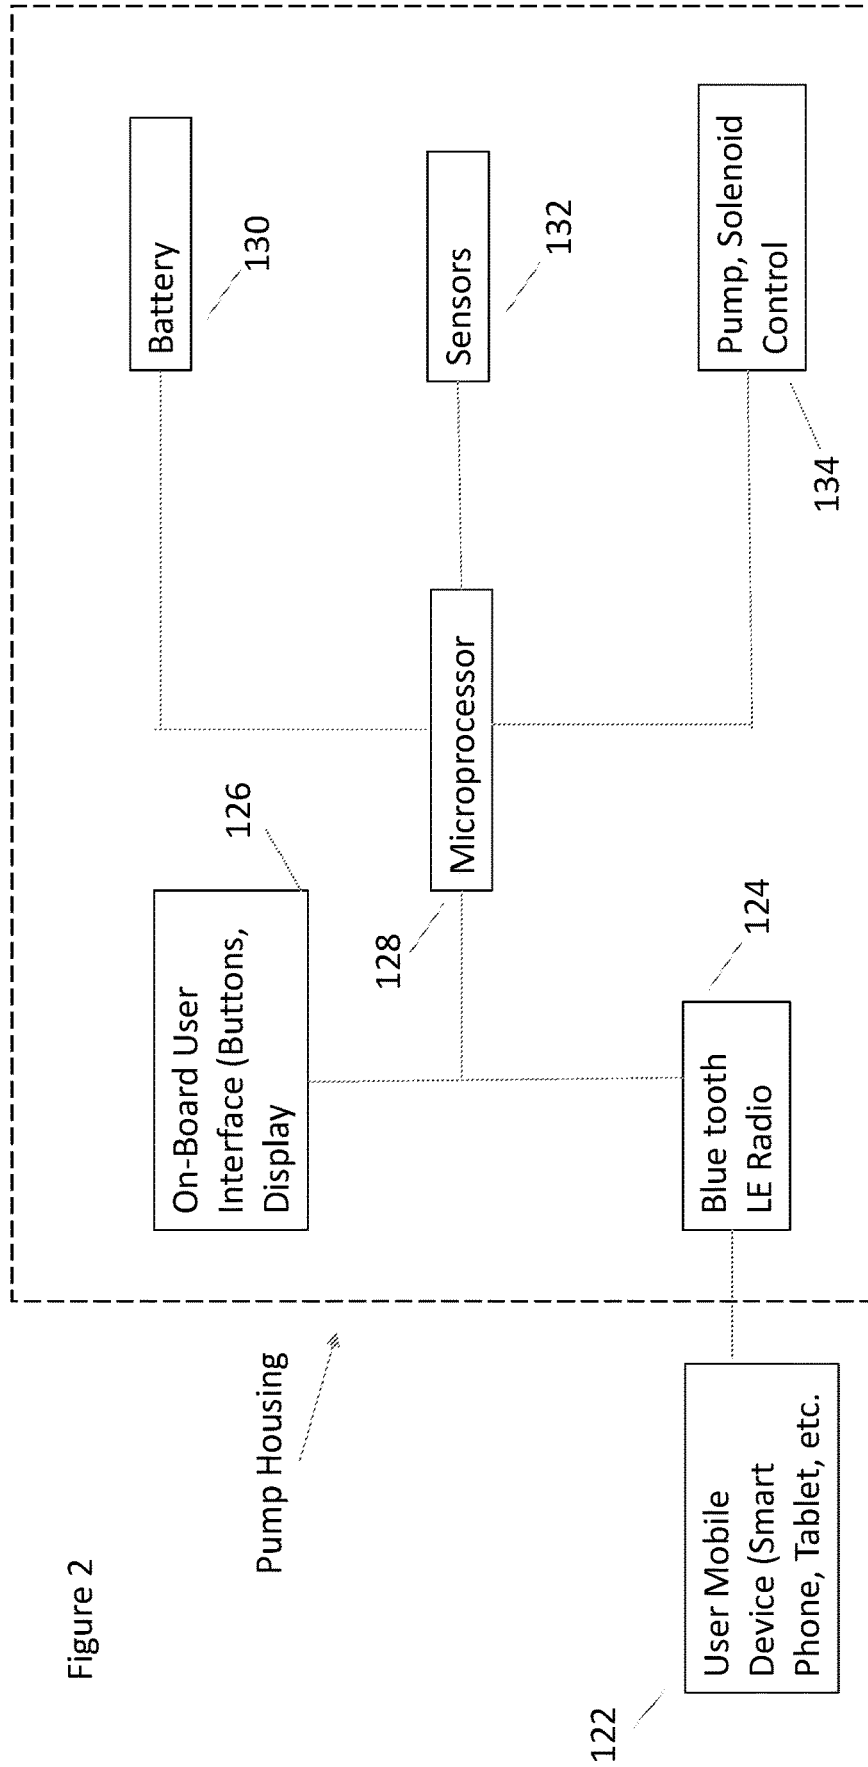 Figure 2
Pump Housing
On-Board User
Interface (Buttons,
Display
126
Battery
130
128
Microprocessor
Sensors
132
122
User Mobile
Device (Smart
Phone, Tablet, etc.
Blue tooth
LE Radio
124
134
Pump, Solenoid
Control